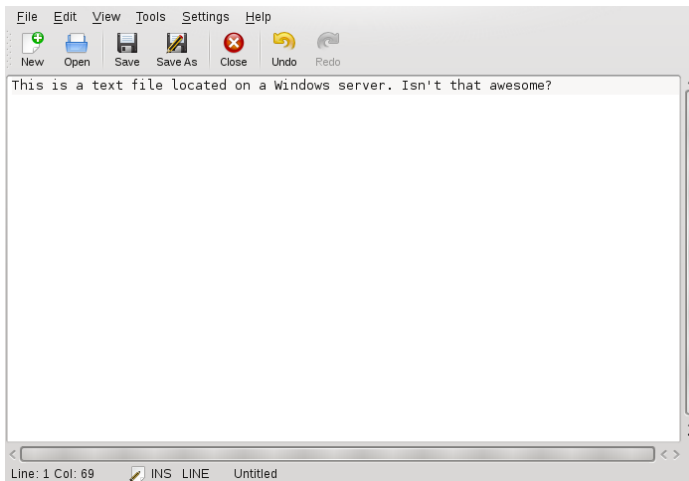 File Edit View Tools Settings Help
New Open Save Save As Close Undo Redo
This is a text file located on a Windows server. Isn't that awesome?
Line: 1 Col: 69 INS LINE Untitled